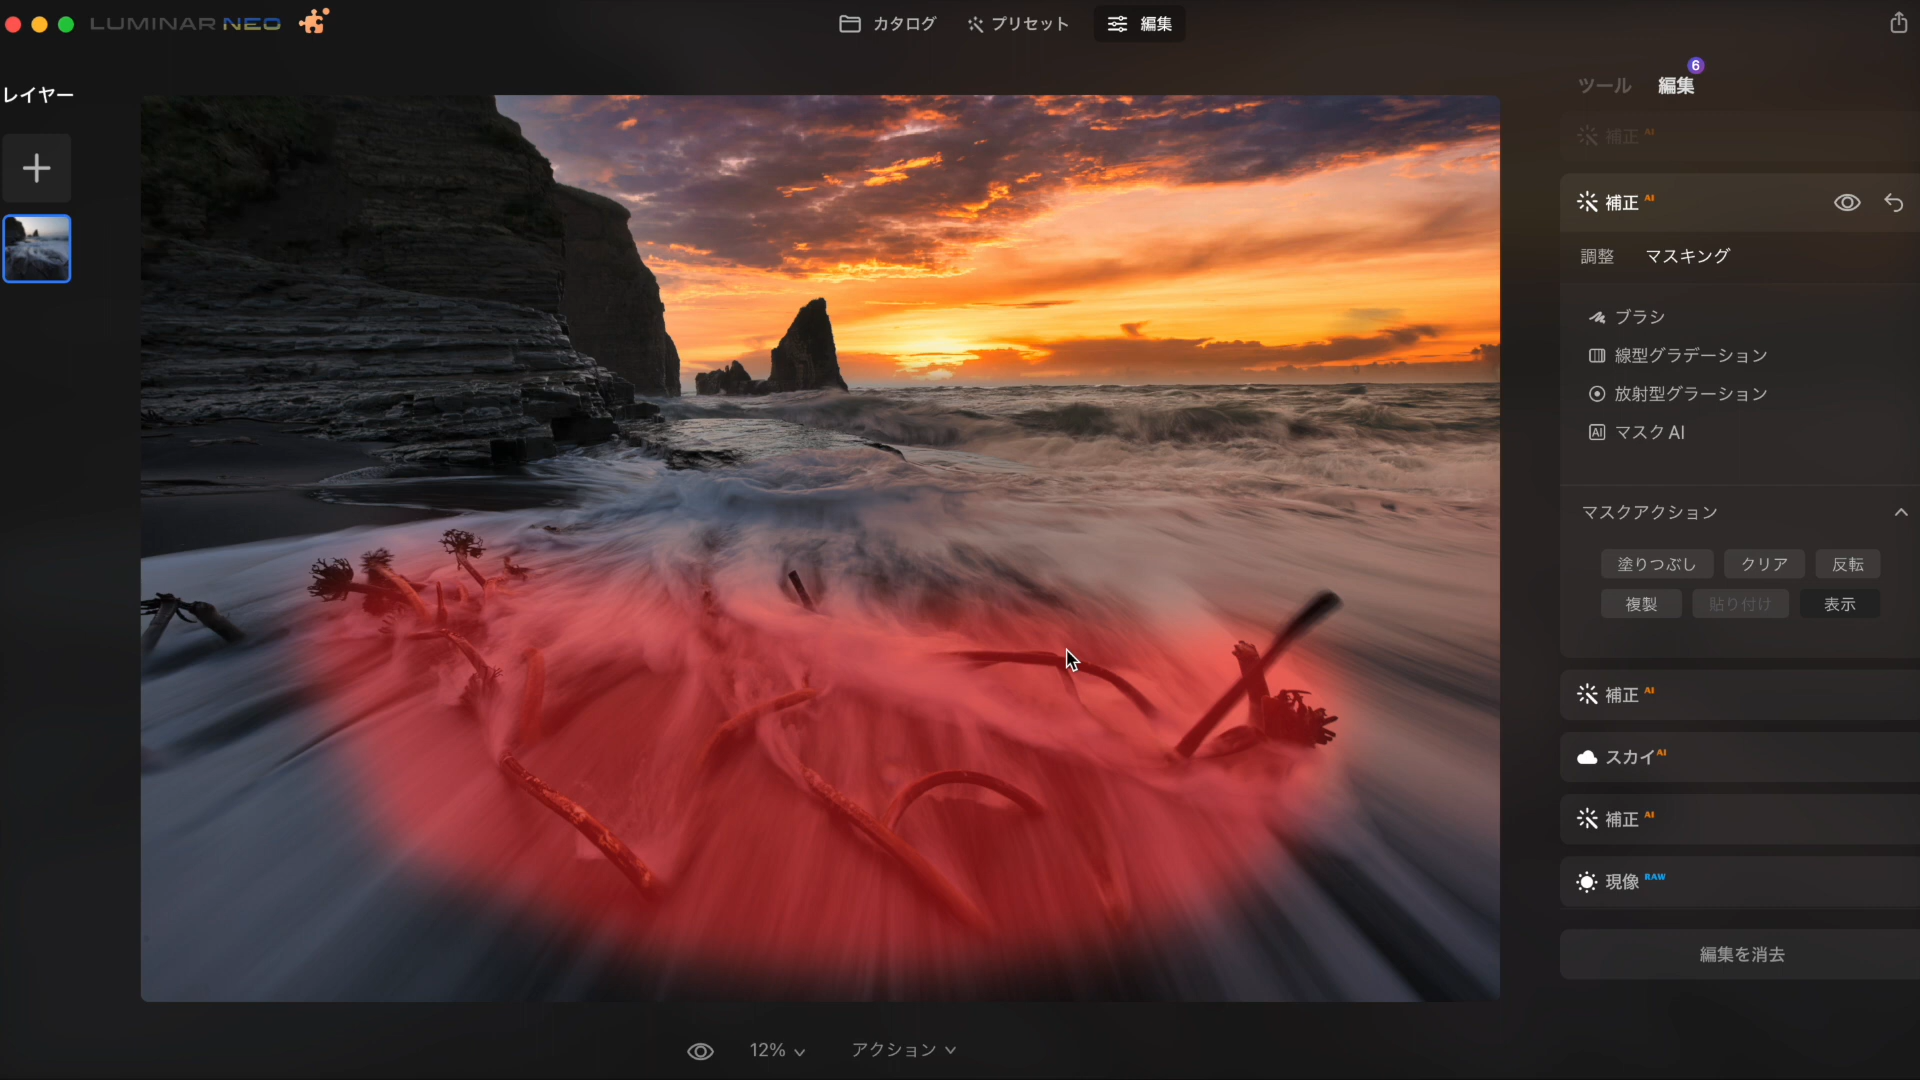 LUMINAR NEO
カタログ
プリセット
編集
レイヤー
ツール
編集
6
補正 AI
補正 AI
調整
マスキング
ブラシ
線型グラデーション
放射型グラーション
AI マスク AI
マスクアクション
塗りつぶし
クリア
反転
複製
貼り付け
表示
補正 AI
スカイ AI
補正 AI
現像 RAW
編集を消去
12%
アクション